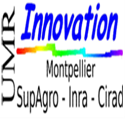 UMR
Innovation
Montpellier
SupAgro - Inra - Cirad